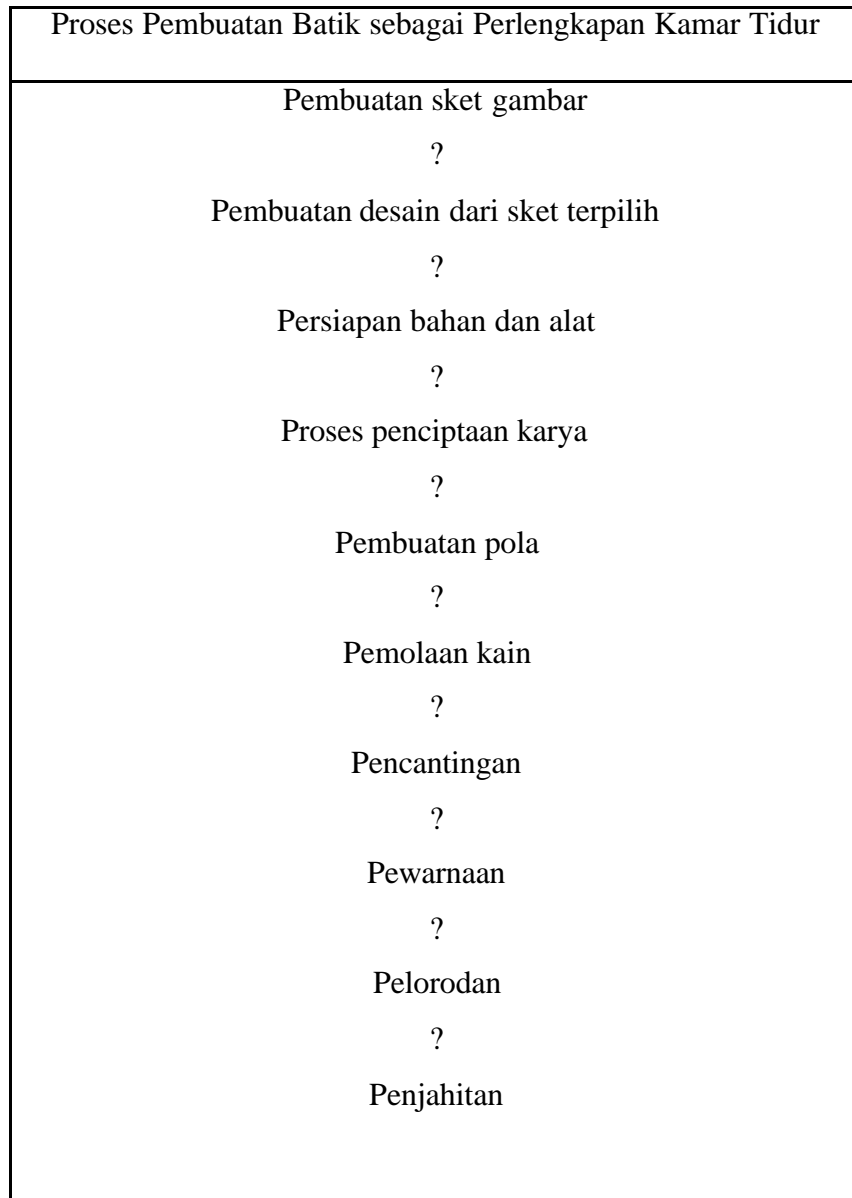 Proses Pembuatan Batik sebagai Perlengkapan Kamar Tidur
Pembuatan sket gambar
?
Pembuatan desain dari sket terpilih
?
Persiapan bahan dan alat
?
Proses penciptaan karya
?
Pembuatan pola
?
Pemolaan kain
?
Pencantingan
?
Pewarnaan
?
Pelorodan
?
Penjahitan